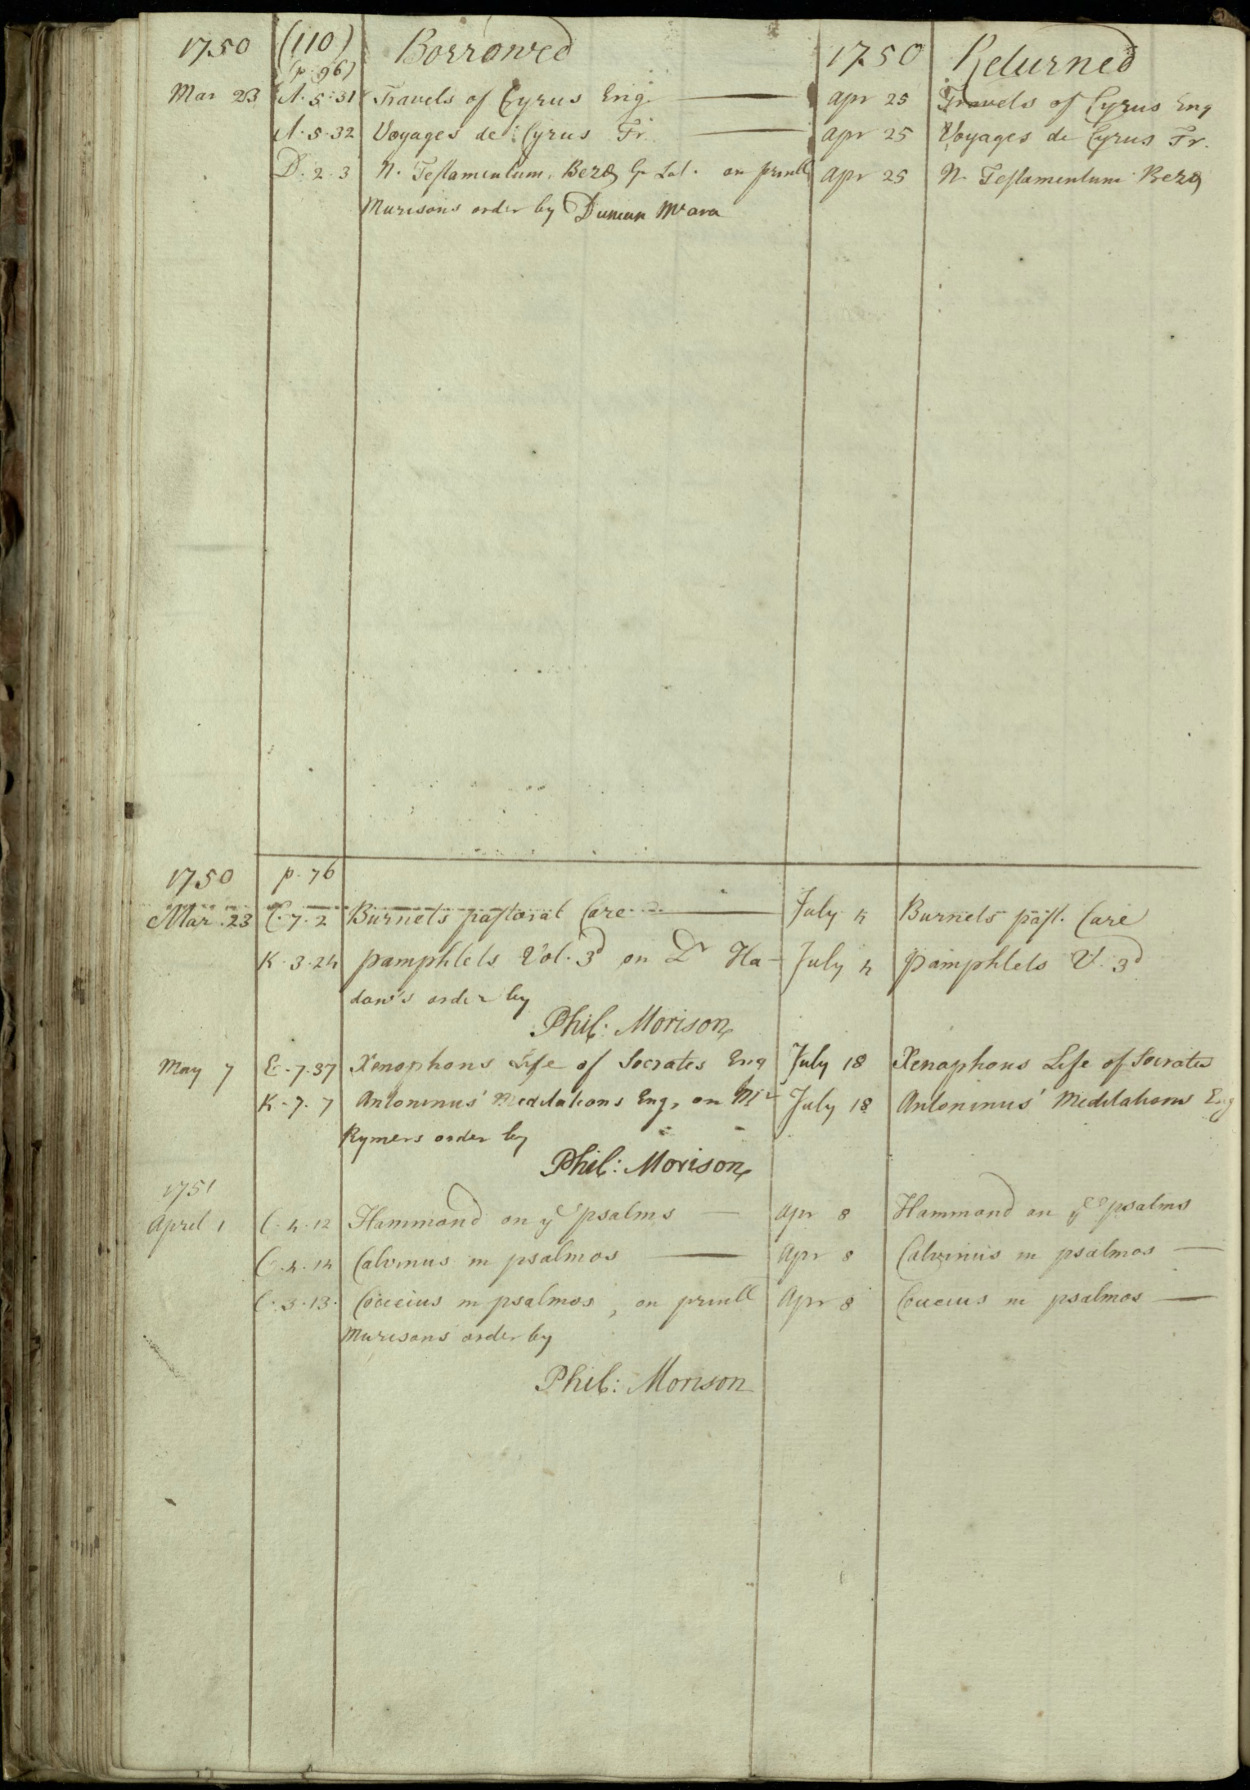 1750 (110) Borrowed 1750 Returned
(p. 96)
Mar 23 A. 5. 31 Travels of Cyrus Eng. apr 25 Travels of Cyrus Eng
A. 5. 32 Voyages de Cyrus Fr. apr 25 Voyages de Cyrus Fr.
D. 2. 3 N. Testamentum, Bezæ Gr Lat. on prinll apr 25 N. Testamentum Bezæ
Murisons order by Duncan McAra
1750 p. 76
Mar. 23 C. 7. 2 Burnets pastoral Care July 4 Burnets past. Care
K. 3. 24 pamphlets Vol. 3d on Dr Ha- July 4 pamphlets V. 3d
dow's order by
Phil: Morison
May 7 E. 7. 37 Xenophons Life of Socrates Eng July 18 Xenophons Life of Socrates
K. 7. 7 Antoninus' Meditations Eng, on Mr July 18 Antoninus' Meditations Eng
Rymers order by
Phil: Morison
1751
April 1 C. 4. 12 Hammond on ye psalms apr 8 Hammond on ye psalms
C. 4. 14 Calvinus in psalmos apr 8 Calvinus in psalmos
C. 3. 13. Cocceius in psalmos, on prinll apr 8 Cocceius in psalmos
Murisons order by
Phil: Morison